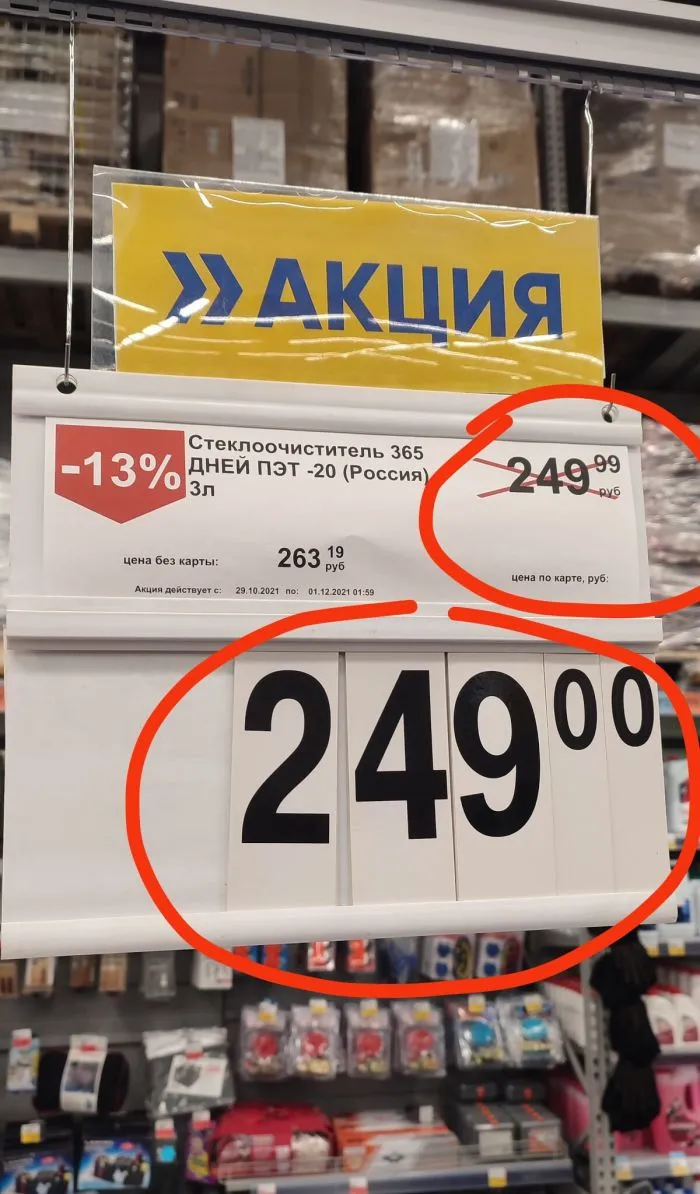 »АКЦИЯ
-13%
Стеклоочиститель 365
ДНЕЙ ПЭТ -20 (Россия)
3л
249 99
руб
цена без карты:
263 19
руб
цена по карте, руб:
Акция действует с: 29.10.2021 по: 01.12.2021 01:59
249 00